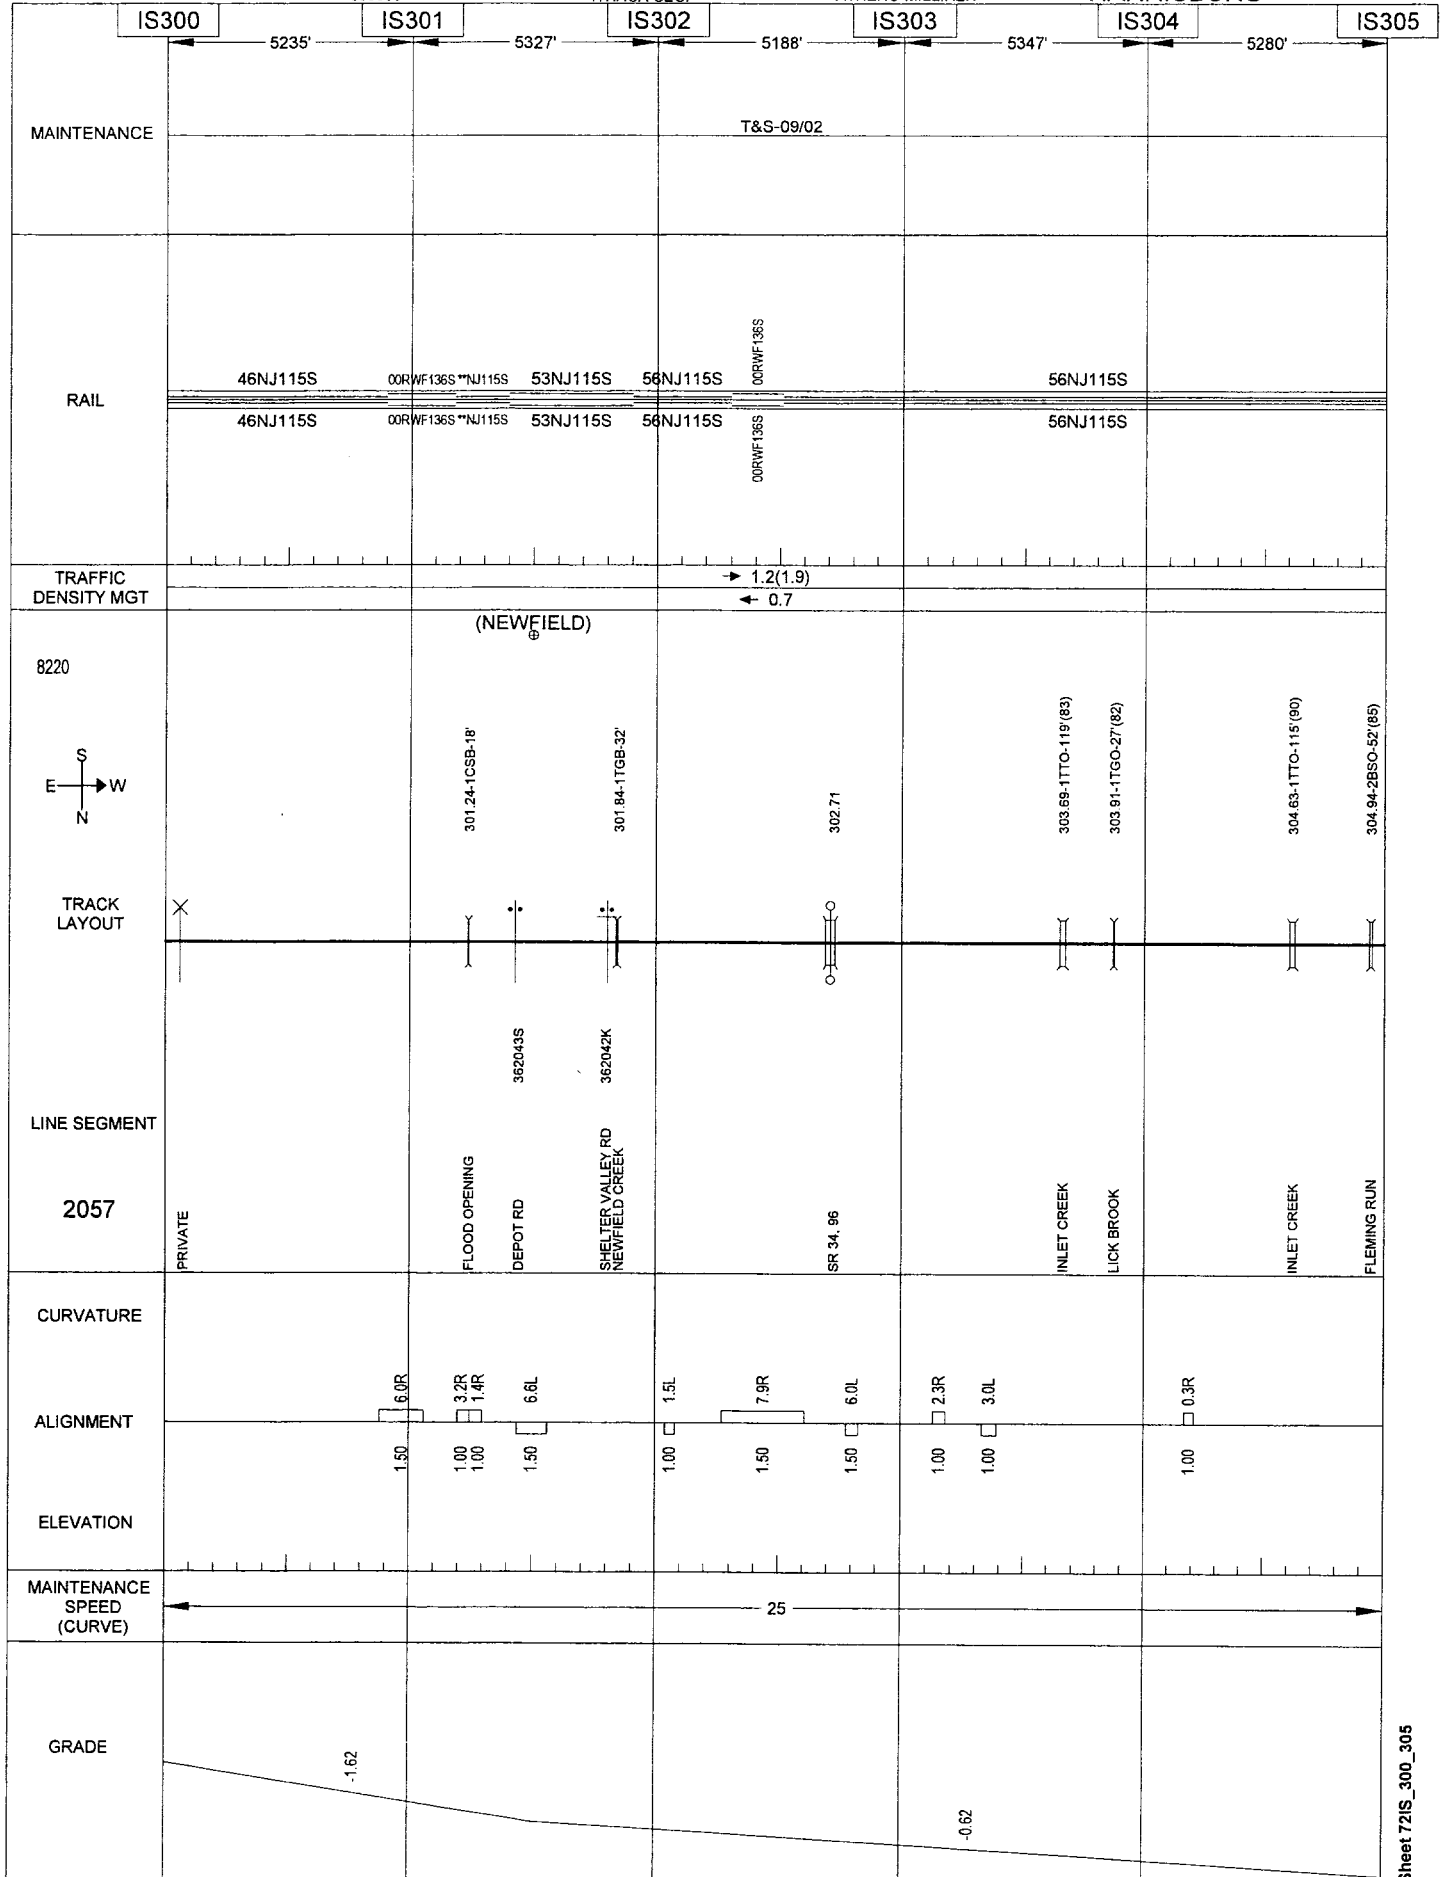 IS300 IS301 IS302 IS303 IS304 IS305
5235' 5327' 5188' 5347' 5280'
MAINTENANCE
T&S-09/02
RAIL
46NJ115S 00RWF136S **NJ115S 53NJ115S 56NJ115S 00RWF136S 56NJ115S
46NJ115S 00RWF136S **NJ115S 53NJ115S 56NJ115S 00RWF136S 56NJ115S
TRAFFIC
DENSITY MGT
1.2(1.9)
0.7
(NEWFIELD)
8220
S
E W
N
301.24-1CSB-18'
301.84-1TGB-32'
302.71
303.69-1TTO-119'(83)
303.91-1TGO-27'(82)
304.63-1TTO-115'(90)
304.94-2BSO-52'(85)
TRACK
LAYOUT
362043S
362042K
LINE SEGMENT
2057
PRIVATE
FLOOD OPENING
DEPOT RD
SHELTER VALLEY RD
NEWFIELD CREEK
SR 34, 96
INLET CREEK
LICK BROOK
INLET CREEK
FLEMING RUN
CURVATURE
6.0R 3.2R 1.4R 6.6L 1.5L 7.9R 6.0L 2.3R 3.0L 0.3R
ALIGNMENT
1.50 1.00 1.00 1.50 1.00 1.50 1.50 1.00 1.00 1.00
ELEVATION
MAINTENANCE
SPEED
(CURVE)
25
GRADE
-1.62
-0.62
Sheet 72IS_300_305